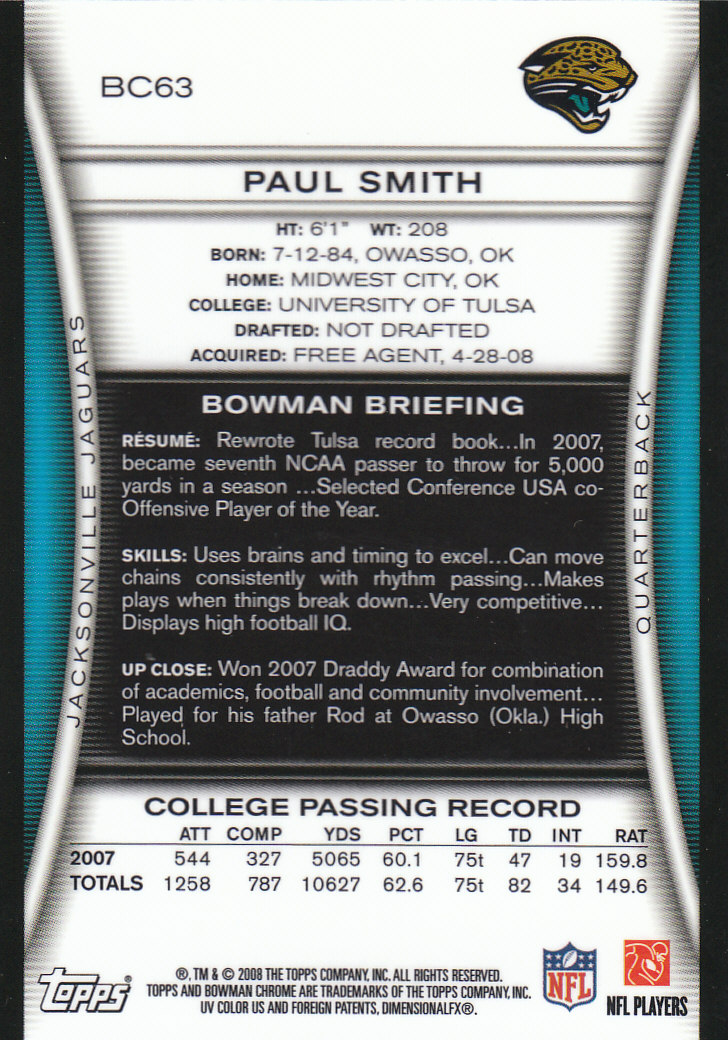 BC63
PAUL SMITH
HT: 6'1" WT: 208
BORN: 7-12-84, OWASSO, OK
HOME: MIDWEST CITY, OK
COLLEGE: UNIVERSITY OF TULSA
DRAFTED: NOT DRAFTED
ACQUIRED: FREE AGENT, 4-28-08
JACKSONVILLE JAGUARS
QUARTERBACK
BOWMAN BRIEFING
RÉSUMÉ: Rewrote Tulsa record book...In 2007,
became seventh NCAA passer to throw for 5,000
yards in a season ...Selected Conference USA co-
Offensive Player of the Year.
SKILLS: Uses brains and timing to excel...Can move
chains consistently with rhythm passing...Makes
plays when things break down...Very competitive...
Displays high football IQ.
UP CLOSE: Won 2007 Draddy Award for combination
of academics, football and community involvement...
Played for his father Rod at Owasso (Okla.) High
School.
COLLEGE PASSING RECORD
ATT COMP YDS PCT LG TD INT RAT
2007 544 327 5065 60.1 75t 47 19 159.8
TOTALS 1258 787 10627 62.6 75t 82 34 149.6
Topps®
®, TM & © 2008 THE TOPPS COMPANY, INC. ALL RIGHTS RESERVED.
TOPPS AND BOWMAN CHROME ARE TRADEMARKS OF THE TOPPS COMPANY, INC.
UV COLOR US AND FOREIGN PATENTS, DIMENSIONALFX®.
NFL
NFL PLAYERS